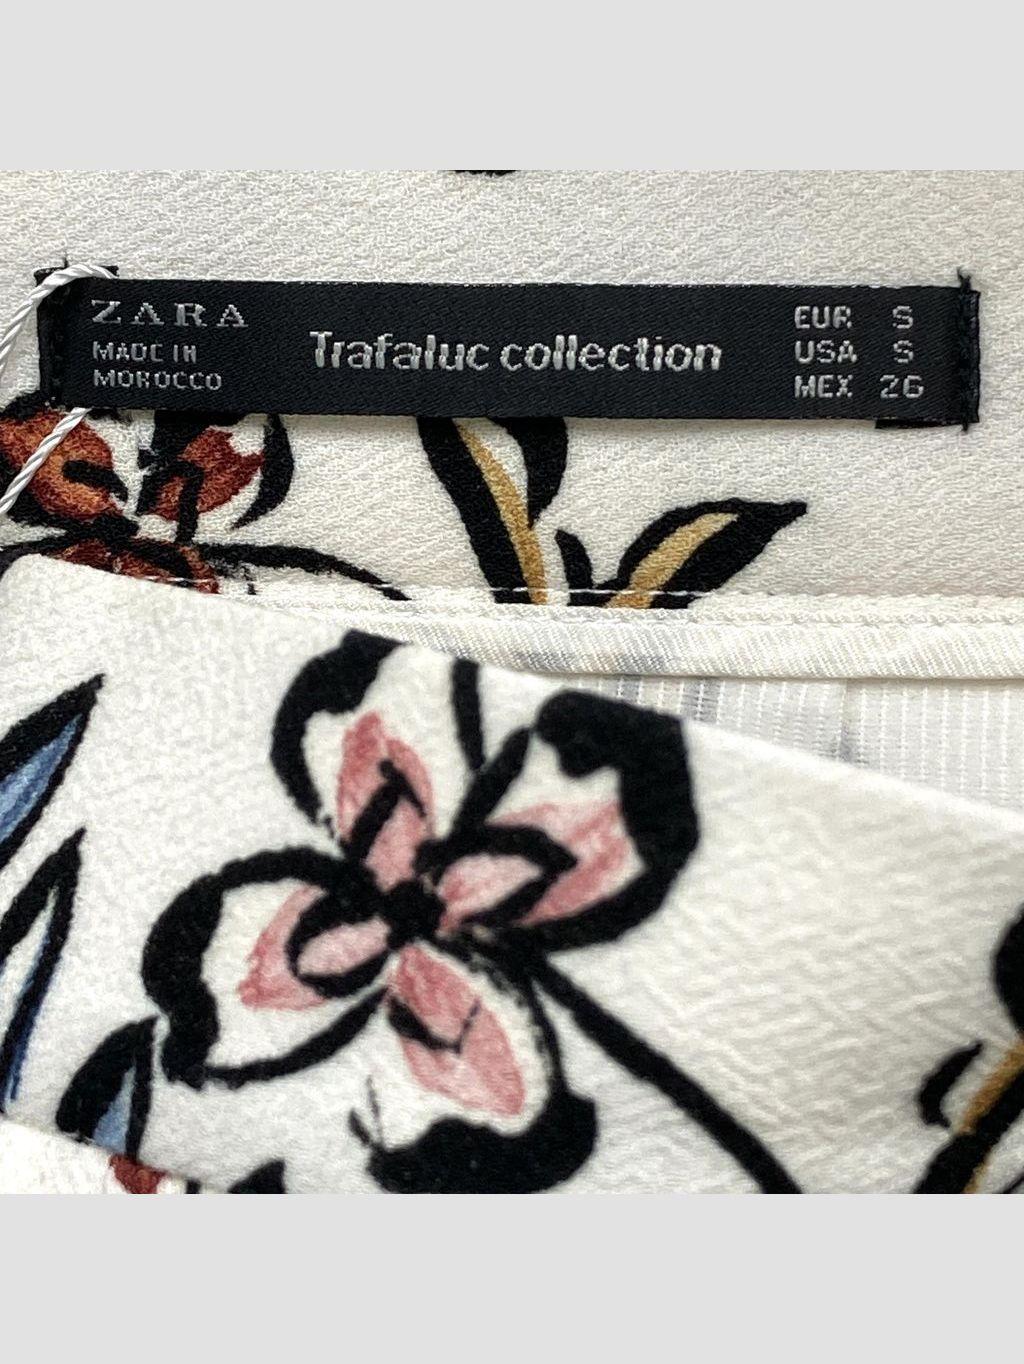 ZARA
MADE IN
MOROCCO
Trafaluc collection
EUR S
USA S
MEX 26